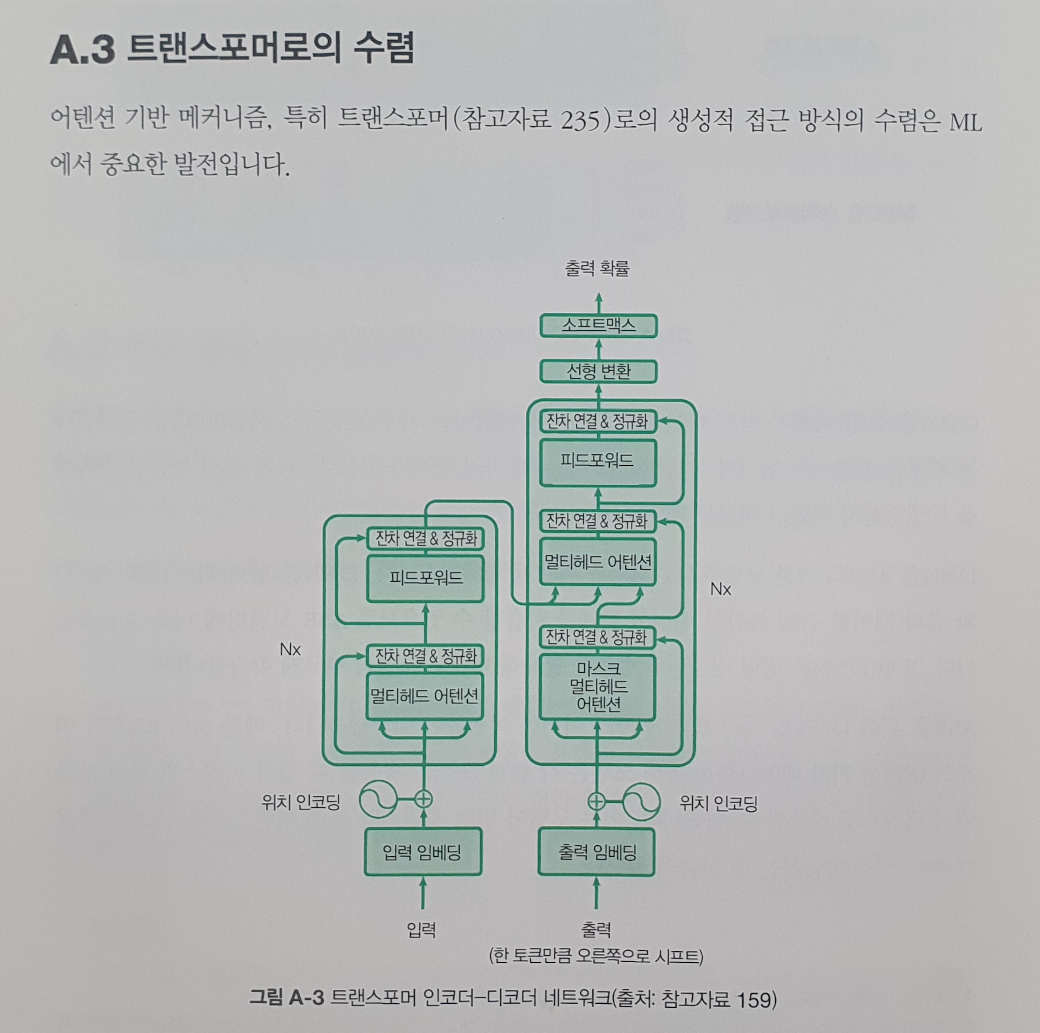 A.3 트랜스포머로의 수렴
어텐션 기반 메커니즘, 특히 트랜스포머(참고자료 235)로의 생성적 접근 방식의 수렴은 ML
에서 중요한 발전입니다.
출력 확률
소프트맥스
선형 변환
잔차 연결 & 정규화
피드포워드
잔차 연결 & 정규화
멀티헤드 어텐션
Nx
잔차 연결 & 정규화
마스크
멀티헤드
어텐션
잔차 연결 & 정규화
피드포워드
Nx
잔차 연결 & 정규화
멀티헤드 어텐션
위치 인코딩
위치 인코딩
입력 임베딩
출력 임베딩
입력
출력
(한 토큰만큼 오른쪽으로 시프트)
그림 A-3 트랜스포머 인코더-디코더 네트워크(출처: 참고자료 159)